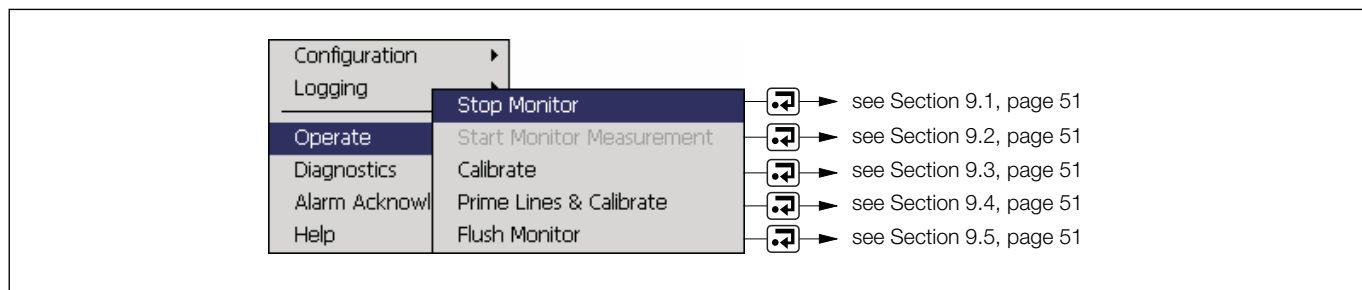 Configuration
Logging
Operate
Diagnostics
Alarm Acknowl
Help
Stop Monitor
Start Monitor Measurement
Calibrate
Prime Lines & Calibrate
Flush Monitor
see Section 9.1, page 51
see Section 9.2, page 51
see Section 9.3, page 51
see Section 9.4, page 51
see Section 9.5, page 51